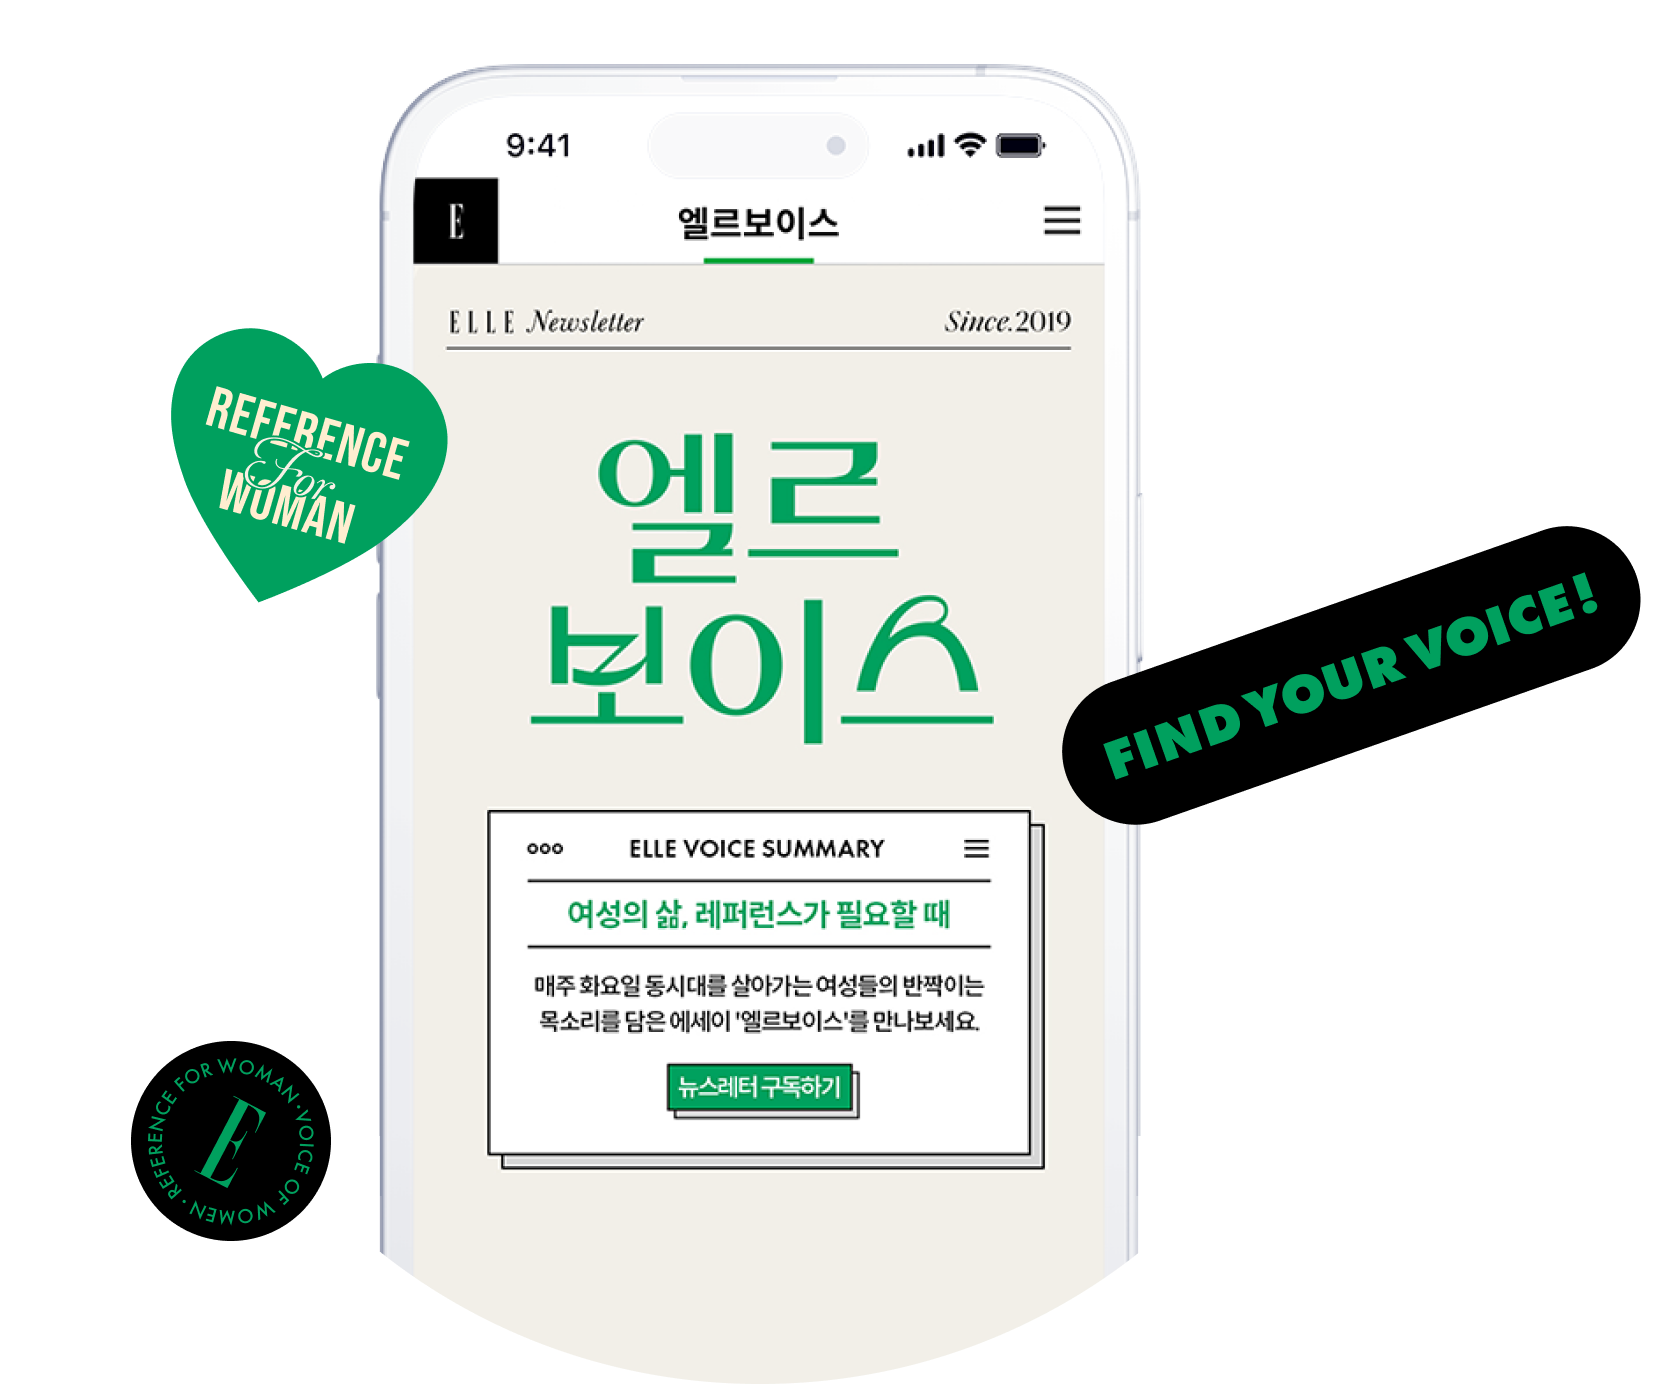 9:41
E
엘르보이스
ELLE Newsletter
Since.2019
REFERENCE
For
WOMAN
엘르
보이스
FIND YOUR VOICE!
ELLE VOICE SUMMARY
여성의 삶, 레퍼런스가 필요할 때
매주 화요일 동시대를 살아가는 여성들의 반짝이는
목소리를 담은 에세이 '엘르보이스'를 만나보세요.
뉴스레터 구독하기
REFERENCE FOR WOMAN · VOICE OF WOMEN ·
E